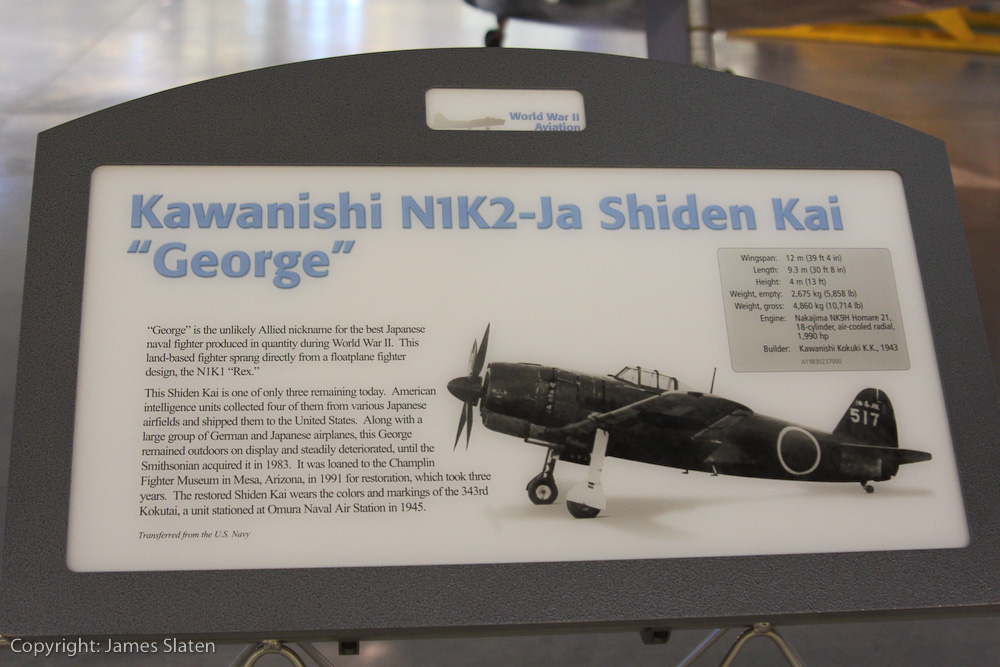 World War II
Aviation
Kawanishi N1K2-Ja Shiden Kai
“George”
Wingspan: 12 m (39 ft 4 in)
Length: 9.3 m (30 ft 8 in)
Height: 4 m (13 ft)
Weight, empty: 2,675 kg (5,858 lb)
Weight, gross: 4,860 kg (10,714 lb)
Engine: Nakajima NK9H Homare 21,
18-cylinder, air-cooled radial,
1,990 hp
Builder: Kawanishi Kokuki K.K., 1943
A19830237000
“George” is the unlikely Allied nickname for the best Japanese
naval fighter produced in quantity during World War II. This
land-based fighter sprang directly from a floatplane fighter
design, the N1K1 “Rex.”
This Shiden Kai is one of only three remaining today. American
intelligence units collected four of them from various Japanese
airfields and shipped them to the United States. Along with a
large group of German and Japanese airplanes, this George
remained outdoors on display and steadily deteriorated, until the
Smithsonian acquired it in 1983. It was loaned to the Champlin
Fighter Museum in Mesa, Arizona, in 1991 for restoration, which took three
years. The restored Shiden Kai wears the colors and markings of the 343rd
Kokutai, a unit stationed at Omura Naval Air Station in 1945.
Transferred from the U.S. Navy
517
Copyright: James Slaten